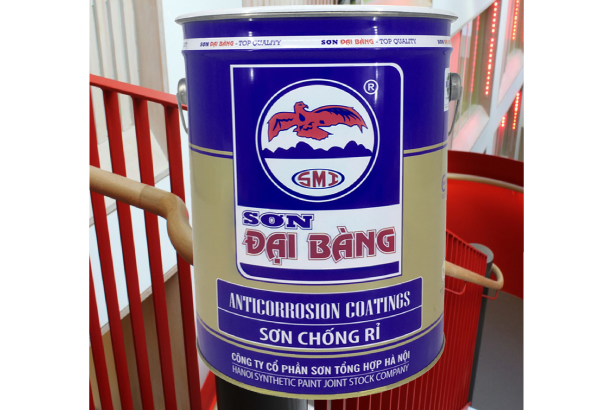 SƠN ĐẠI BÀNG - TOP QUALITY SƠN ĐẠI BÀNG - TOP QUALITY
®
SMI
SƠN
ĐẠI BÀNG
ANTICORROSION COATINGS
SƠN CHỐNG RỈ
CÔNG TY CỔ PHẦN SƠN TỔNG HỢP HÀ NỘI
HANOI SYNTHETIC PAINT JOINT STOCK COMPANY